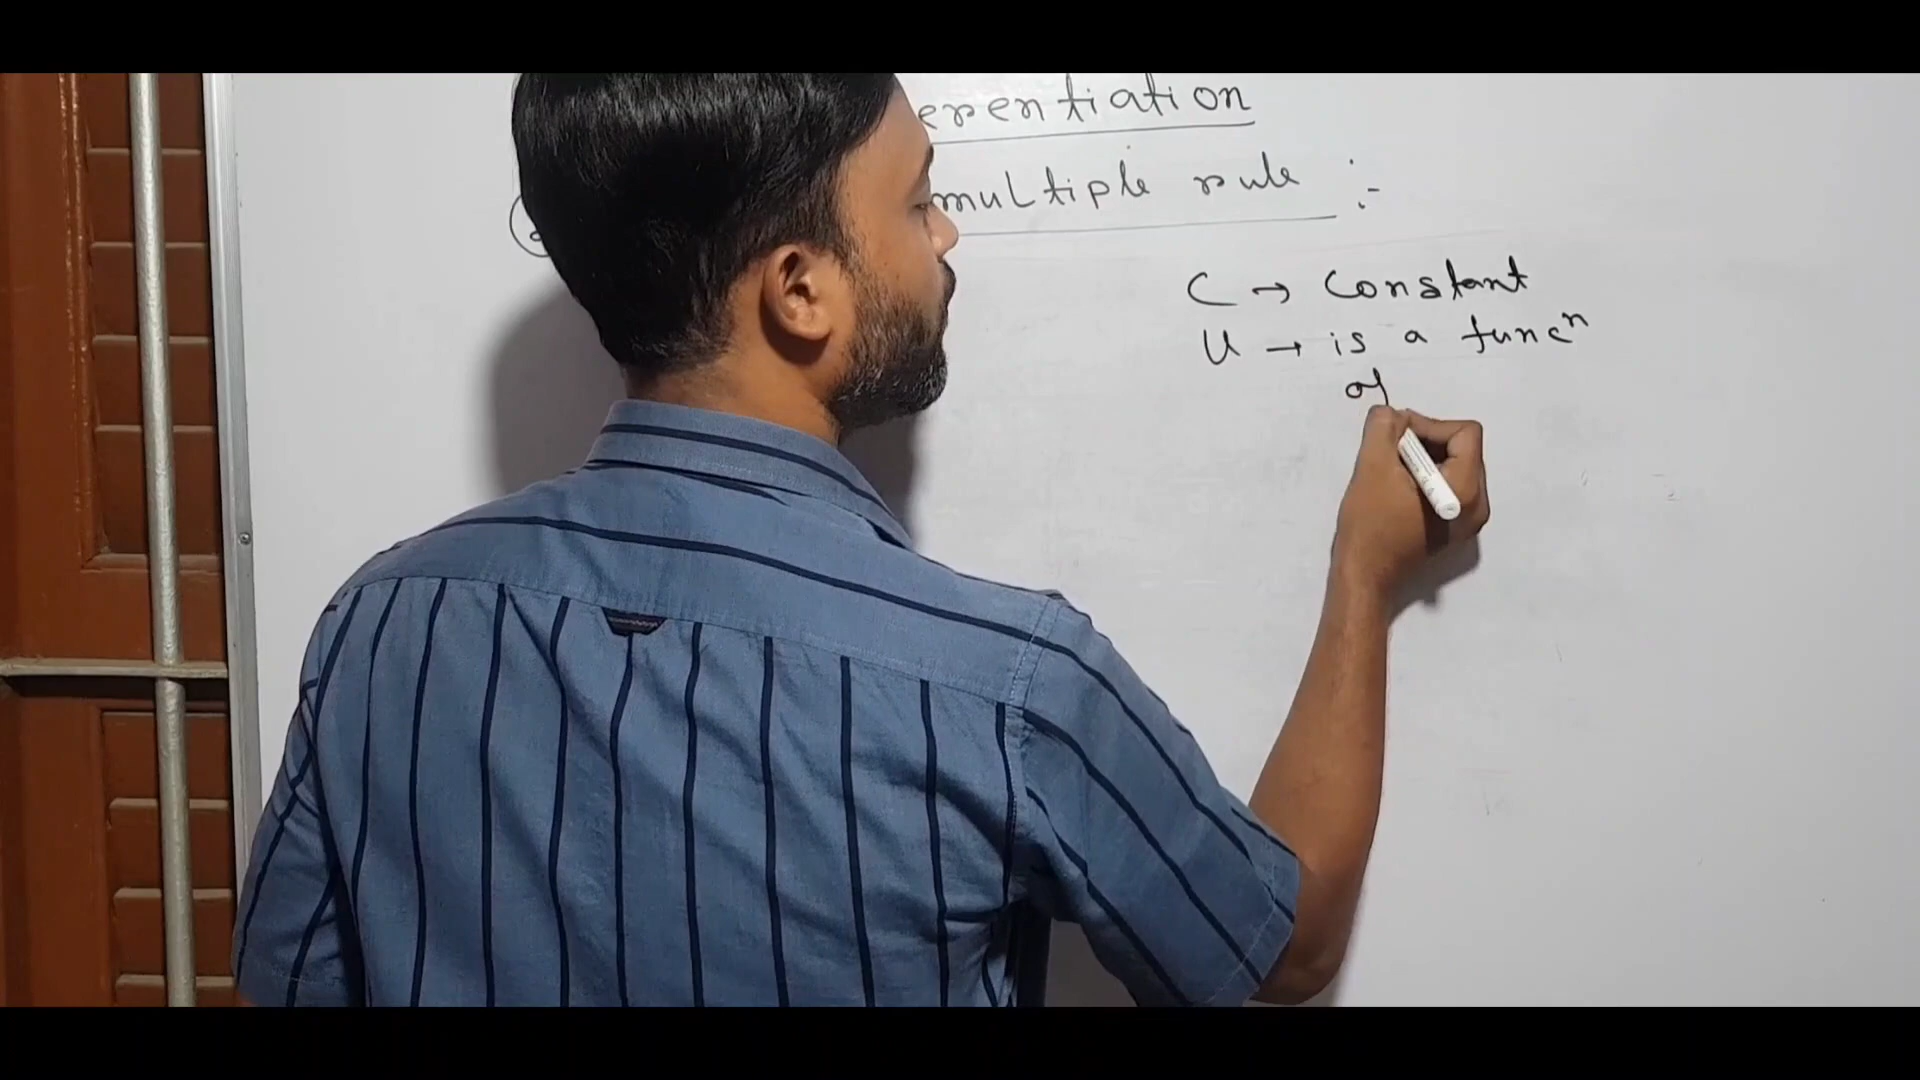 erentiation
multiple rule :-
C → Constant
U → is a funcⁿ
of